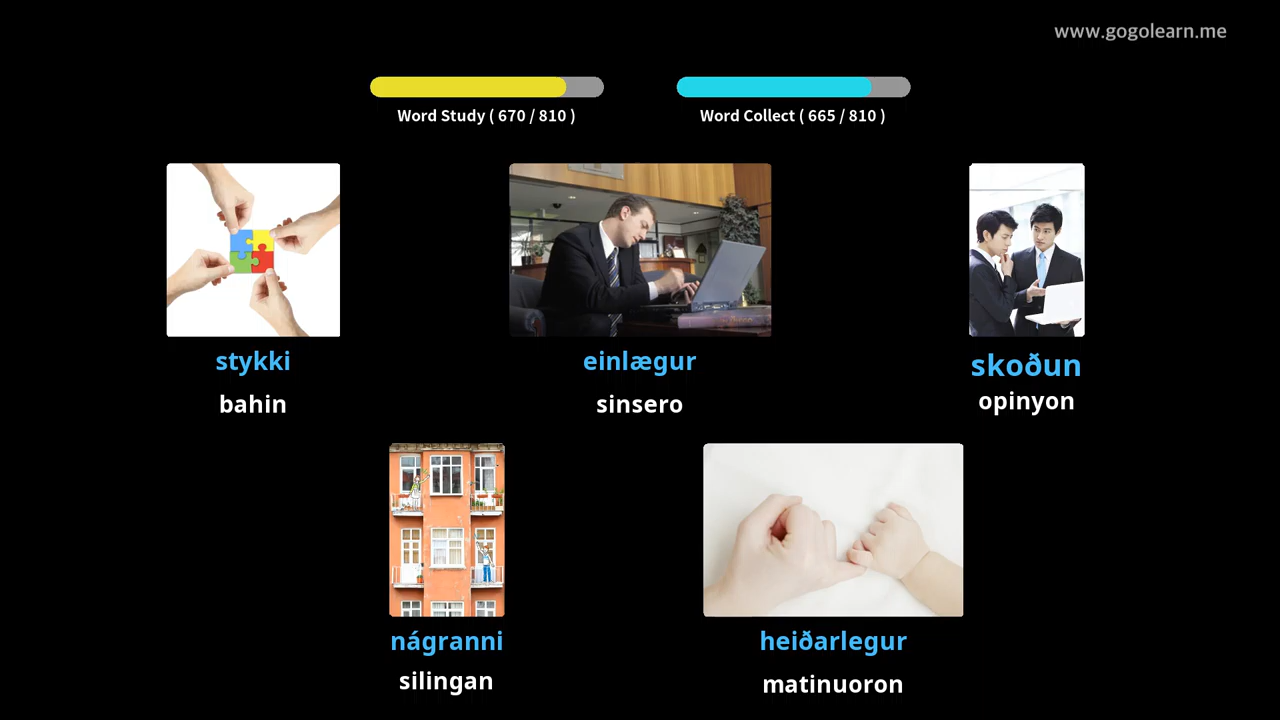 www.gogolearn.me
Word Study ( 670 / 810 )
Word Collect ( 665 / 810 )
stykki
bahin
einlægur
sinsero
skoðun
opinyon
nágranni
silingan
heiðarlegur
matinuoron